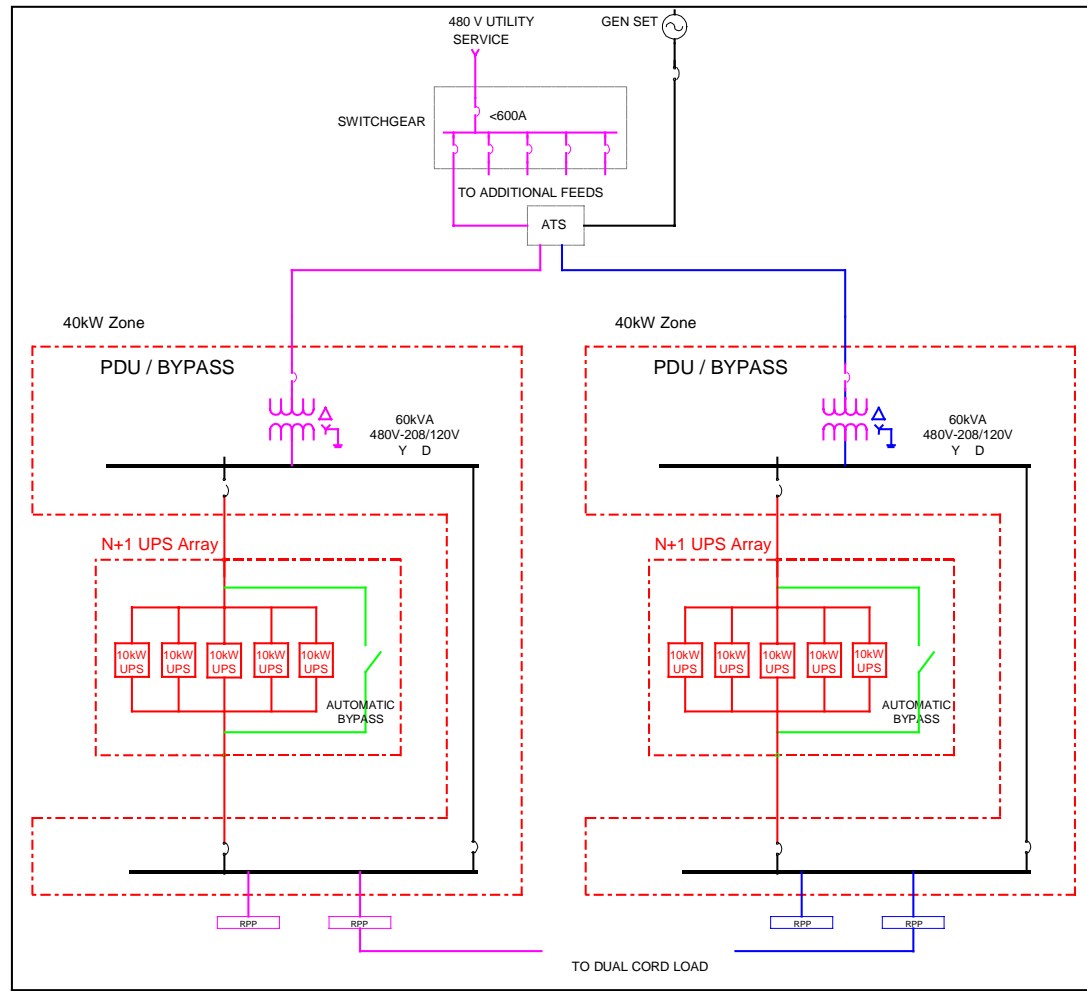 480 V UTILITY
SERVICE
GEN SET
SWITCHGEAR
<600A
TO ADDITIONAL FEEDS
ATS
40kW Zone
PDU / BYPASS
60kVA
480V-208/120V
Y D
N+1 UPS Array
10kW
UPS
10kW
UPS
10kW
UPS
10kW
UPS
10kW
UPS
AUTOMATIC
BYPASS
RPP
RPP
40kW Zone
PDU / BYPASS
60kVA
480V-208/120V
Y D
N+1 UPS Array
10kW
UPS
10kW
UPS
10kW
UPS
10kW
UPS
10kW
UPS
AUTOMATIC
BYPASS
RPP
RPP
TO DUAL CORD LOAD